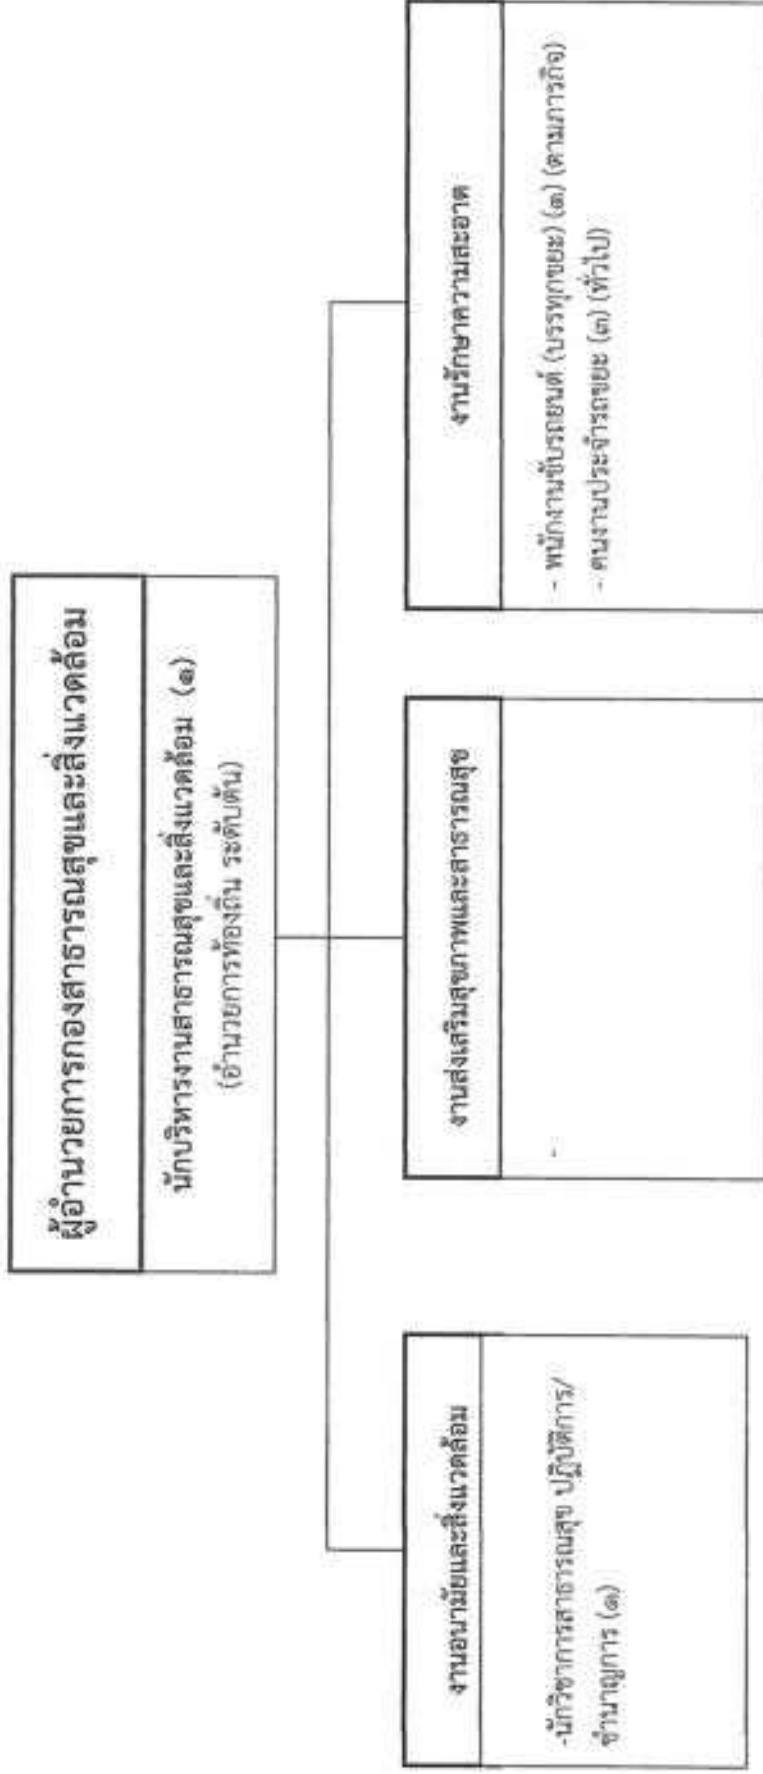 ผู้อำนวยการกองสาธารณสุขและสิ่งแวดล้อม
นักบริหารงานสาธารณสุขและสิ่งแวดล้อม (๑)
(อำนวยการท้องถิ่น ระดับต้น)
งานอนามัยและสิ่งแวดล้อม
-นักวิชาการสาธารณสุข ปฏิบัติการ/
ชำนาญการ (๑)
งานส่งเสริมสุขภาพและสาธารณสุข
-
งานรักษาความสะอาด
- พนักงานขับรถยนต์ (บรรทุกขยะ) (๑) (ตามภารกิจ)
- คนงานประจำรถขยะ (๓) (ทั่วไป)